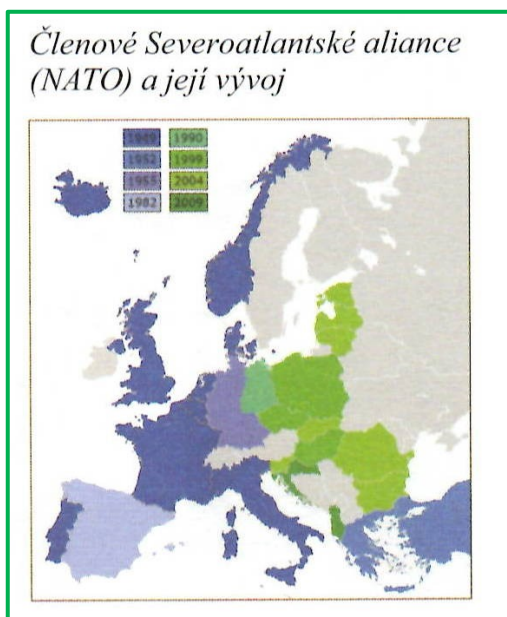 Členové Severoatlantské aliance
(NATO) a její vývoj
1949 1990
1952 1999
1955 2004
1982 2009